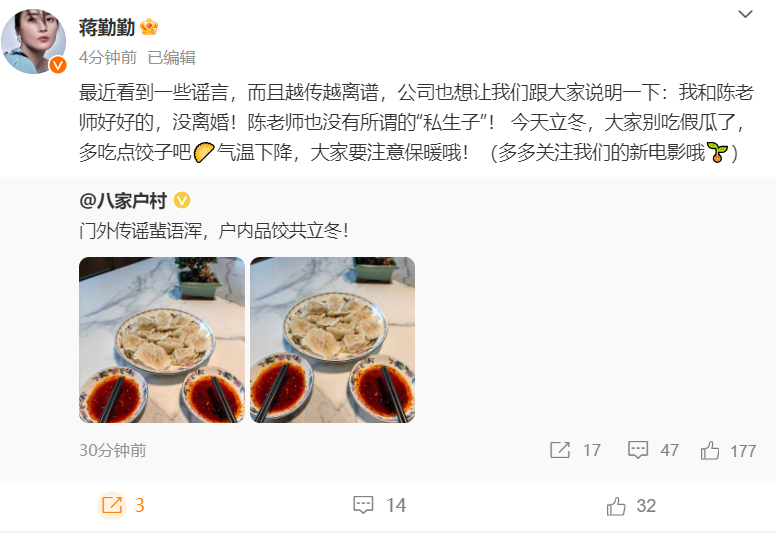 蒋勤勤
4分钟前 已编辑
最近看到一些谣言，而且越传越离谱，公司也想让我们跟大家说明一下：我和陈老
师好好的，没离婚！陈老师也没有所谓的“私生子”！ 今天立冬，大家别吃假瓜了，
多吃点饺子吧🥟气温下降，大家要注意保暖哦！（多多关注我们的新电影哦🌱）
@八家户村
门外传谣蜚语浑，户内品饺共立冬！
30分钟前 17 47 177
3 14 32